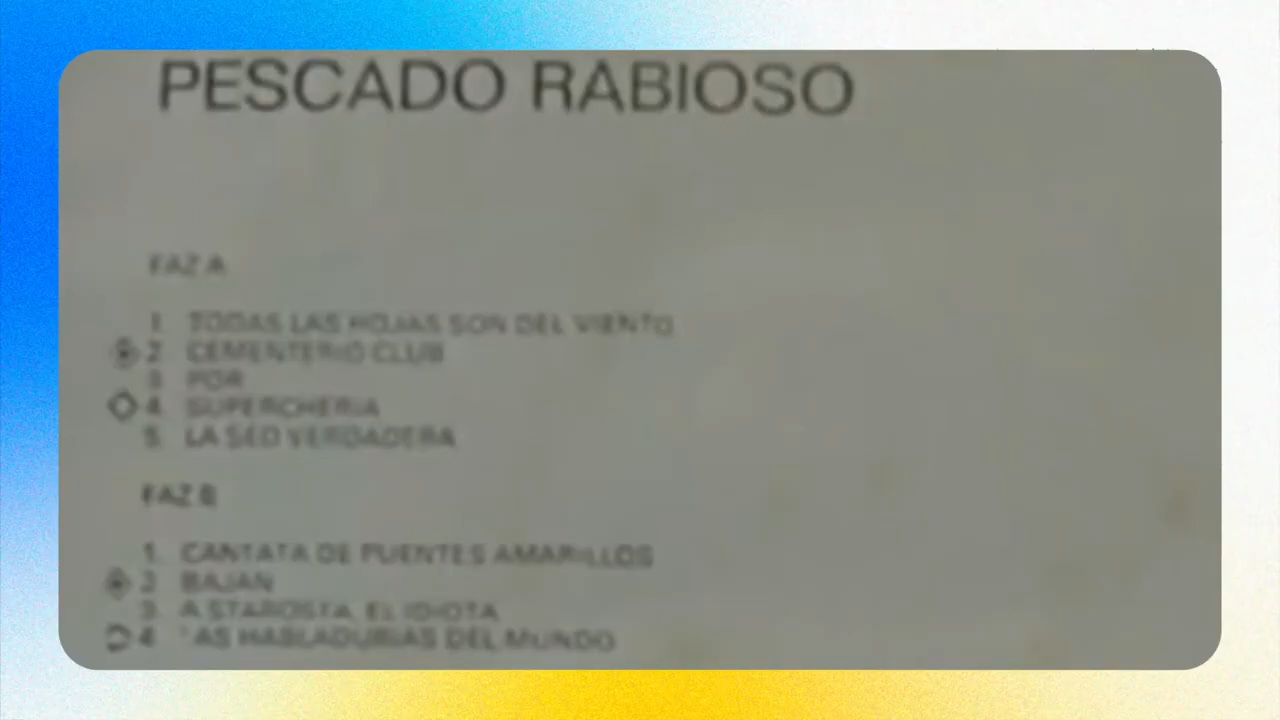 PESCADO RABIOSO
FAZ A
1. TODAS LAS HOJAS SON DEL VIENTO
2. CEMENTERIO CLUB
3. POR
4. SUPERCHERIA
5. LA SED VERDADERA
FAZ B
1. CANTATA DE PUENTES AMARILLOS
2. BAJAN
3. A STAROSTA, EL IDIOTA
4. AS HABLADURIAS DEL MUNDO